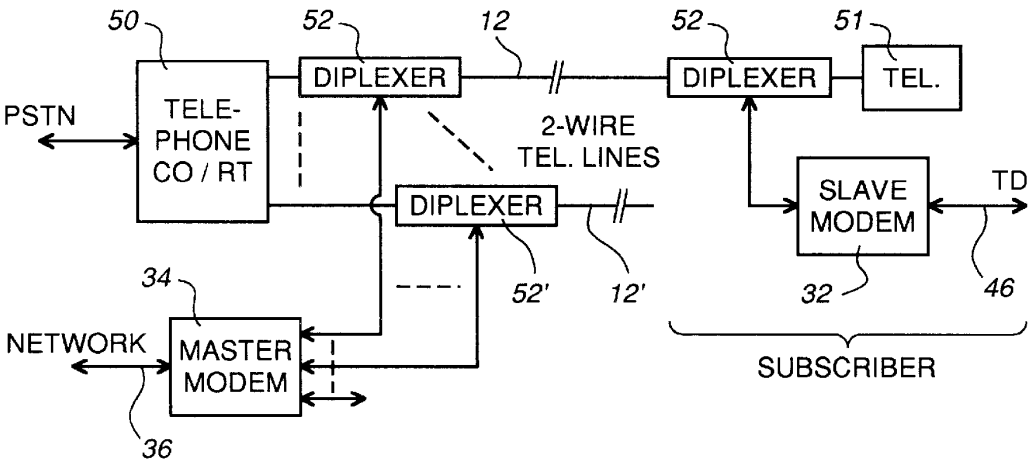 50
52
12
52
51
DIPLEXER
DIPLEXER
TEL.
PSTN
TELE-
PHONE
CO / RT
2-WIRE
TEL. LINES
DIPLEXER
SLAVE
MODEM
TD
52'
12'
32
46
34
NETWORK
MASTER
MODEM
SUBSCRIBER
36